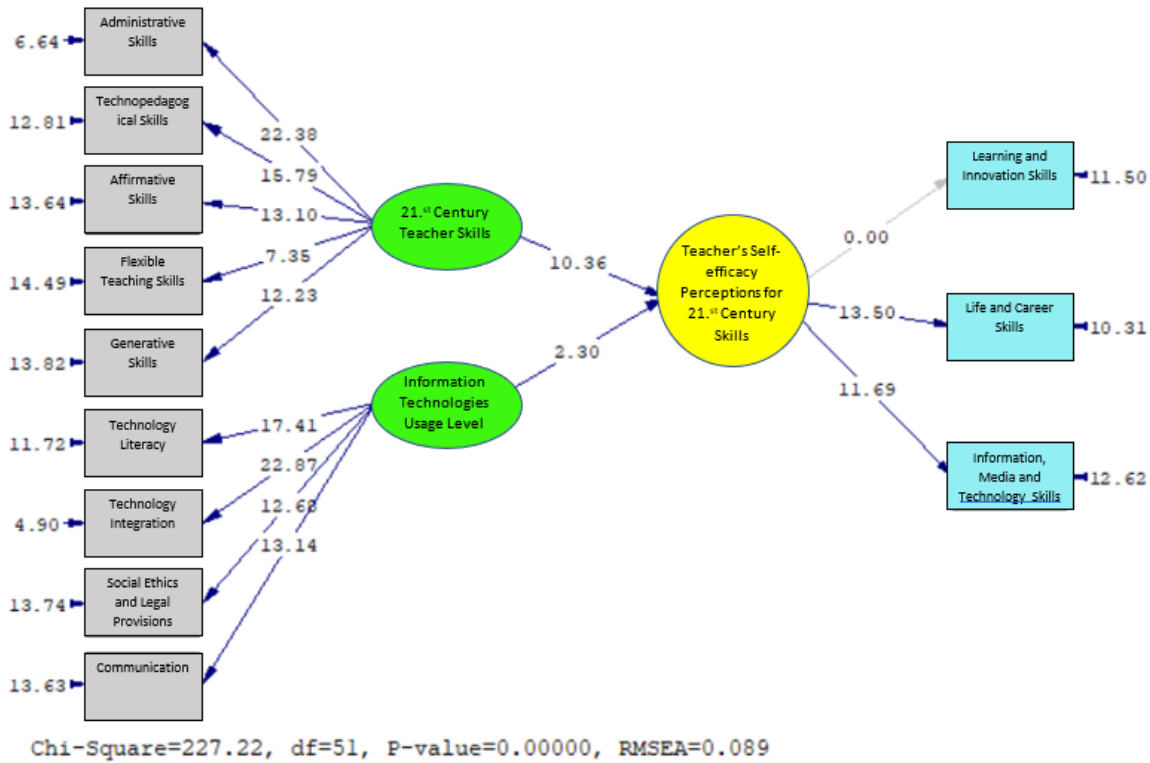 Administrative
Skills
6.64
Technopedagog
ical Skills
12.81
Affirmative
Skills
13.64
Flexible
Teaching Skills
14.49
Generative
Skills
13.82
Technology
Literacy
11.72
Technology
Integration
4.90
Social Ethics
and Legal
Provisions
13.74
Communication
13.63
22.38
15.79
13.10
7.35
12.23
17.41
22.87
12.68
13.14
21.st Century
Teacher Skills
Information
Technologies
Usage Level
10.36
2.30
Teacher's Self-
efficacy
Perceptions for
21.st Century
Skills
0.00
13.50
11.69
Learning and
Innovation Skills
11.50
Life and Career
Skills
10.31
Information,
Media and
Technology Skills
12.62
Chi-Square=227.22, df=51, P-value=0.00000, RMSEA=0.089